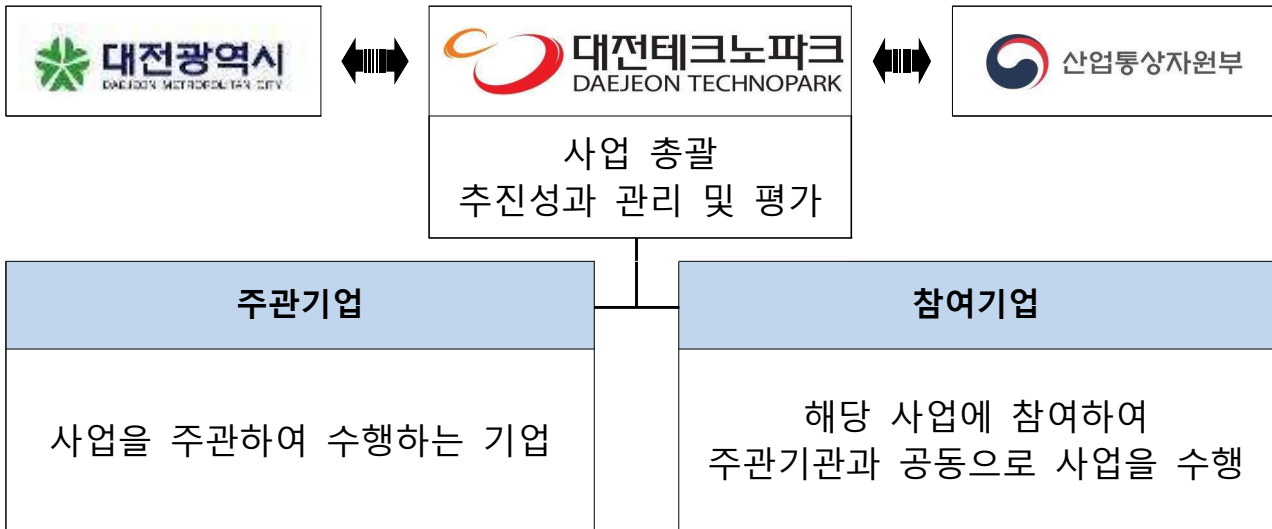 대전광역시
DAEJEON METROPOLITAN CITY
대전테크노파크
DAEJEON TECHNOPARK
산업통상자원부
사업 총괄
추진성과 관리 및 평가
주관기업
사업을 주관하여 수행하는 기업
참여기업
해당 사업에 참여하여
주관기관과 공동으로 사업을 수행